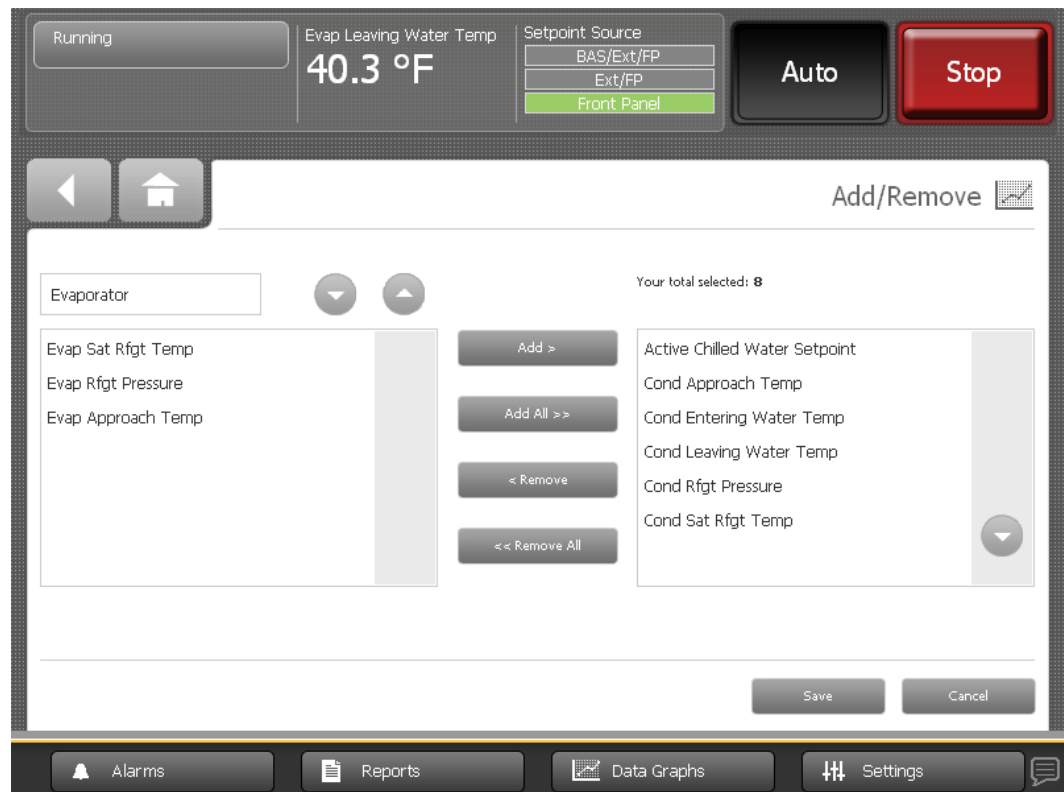 Running
Evap Leaving Water Temp
40.3 °F
Setpoint Source
BAS/Ext/FP
Ext/FP
Front Panel
Auto
Stop
Add/Remove
Evaporator
Your total selected: 8
Evap Sat Rfgt Temp
Evap Rfgt Pressure
Evap Approach Temp
Add >
Add All >>
< Remove
<< Remove All
Active Chilled Water Setpoint
Cond Approach Temp
Cond Entering Water Temp
Cond Leaving Water Temp
Cond Rfgt Pressure
Cond Sat Rfgt Temp
Save
Cancel
Alarms
Reports
Data Graphs
Settings